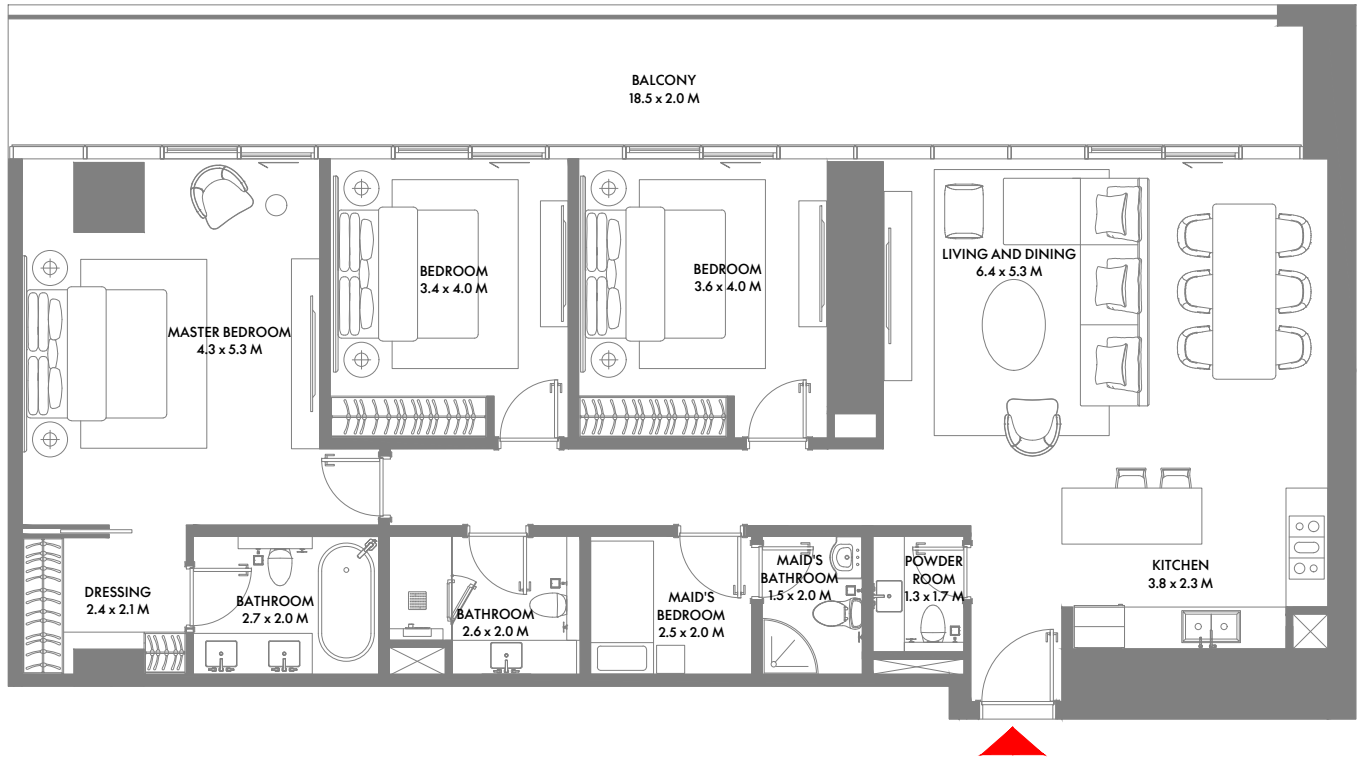 BALCONY
18.5 x 2.0 M
LIVING AND DINING
6.4 x 5.3 M
BEDROOM
3.4 x 4.0 M
BEDROOM
3.6 x 4.0 M
MASTER BEDROOM
4.3 x 5.3 M
DRESSING
2.4 x 2.1 M
BATHROOM
2.7 x 2.0 M
BATHROOM
2.6 x 2.0 M
MAID'S
BEDROOM
2.5 x 2.0 M
MAID'S
BATHROOM
1.5 x 2.0 M
POWDER
ROOM
1.3 x 1.7 M
KITCHEN
3.8 x 2.3 M